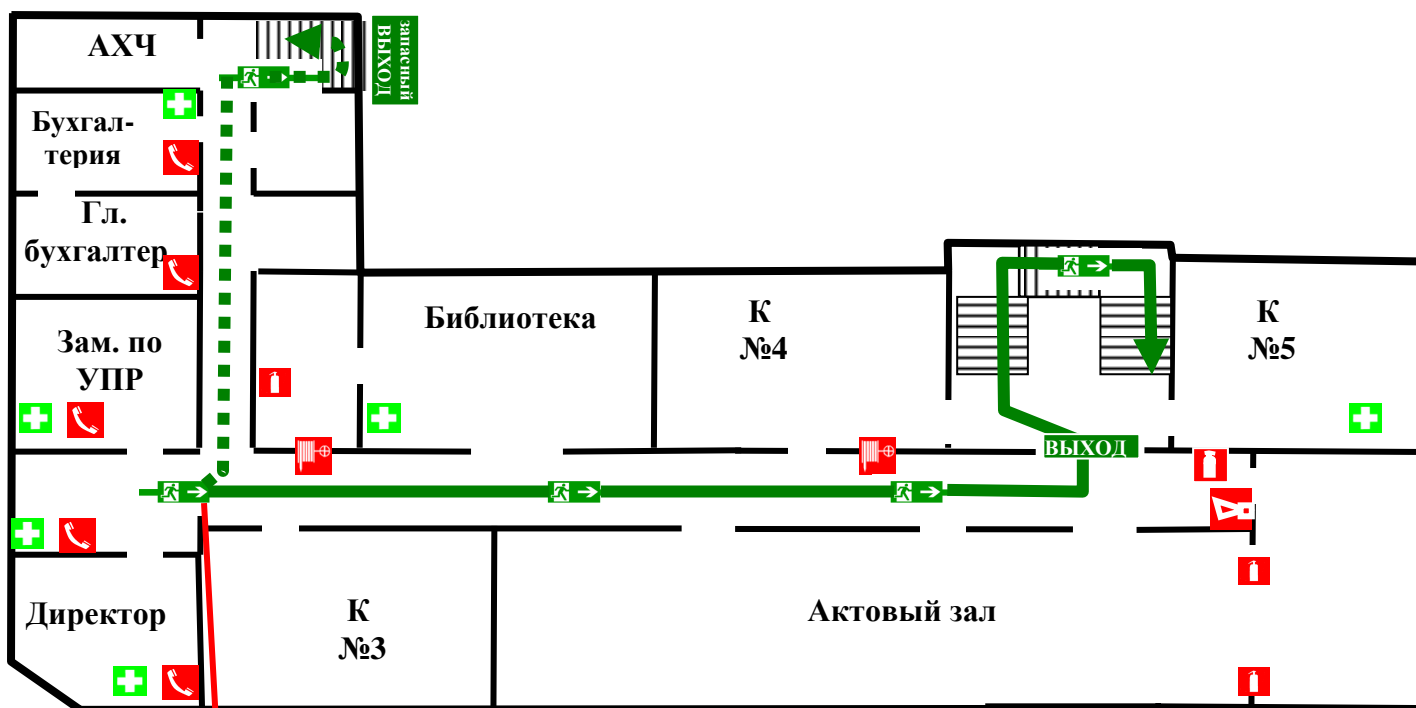 АХЧ
запасный
ВЫХОД
Бухгал-
терия
Гл.
бухгалтер
Зам. по
УПР
Библиотека
К
№4
К
№5
ВЫХОД
Директор
К
№3
Актовый зал